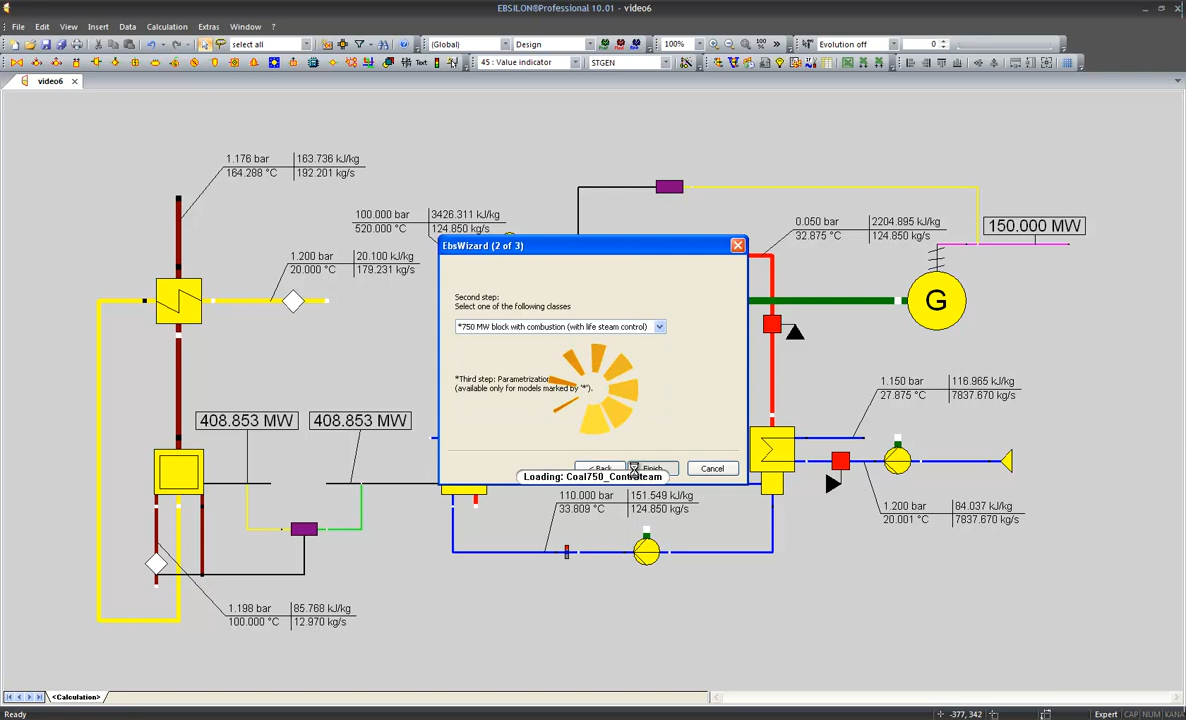 EBSILON®Professional 10.01 - video6
File Edit View Insert Data Calculation Extras Window ?
select all (Global) Design 100% Evolution off 0
Text 45 : Value indicator STGEN
video6
1.176 bar 163.736 kJ/kg
164.288 °C 192.201 kg/s
100.000 bar 3426.311 kJ/kg
520.000 °C 124.850 kg/s
0.050 bar 2204.895 kJ/kg
32.875 °C 124.850 kg/s
150.000 MW
1.200 bar 20.100 kJ/kg
20.000 °C 179.231 kg/s
EbsWizard (2 of 3)
Second step:
Select one of the following classes
*750 MW block with combustion (with life steam control)
*Third step: Parametrization
(available only for models marked by '*').
< Back Finish Cancel
Loading: Coal750_Contr
G
1.150 bar 116.965 kJ/kg
27.875 °C 7837.670 kg/s
408.853 MW 408.853 MW
110.000 bar 151.549 kJ/kg
33.809 °C 124.850 kg/s
1.200 bar 84.037 kJ/kg
20.001 °C 7837.670 kg/s
1.198 bar 85.768 kJ/kg
100.000 °C 12.970 kg/s
<Calculation>
Ready -377, 342 Expert CAP NUM KANA